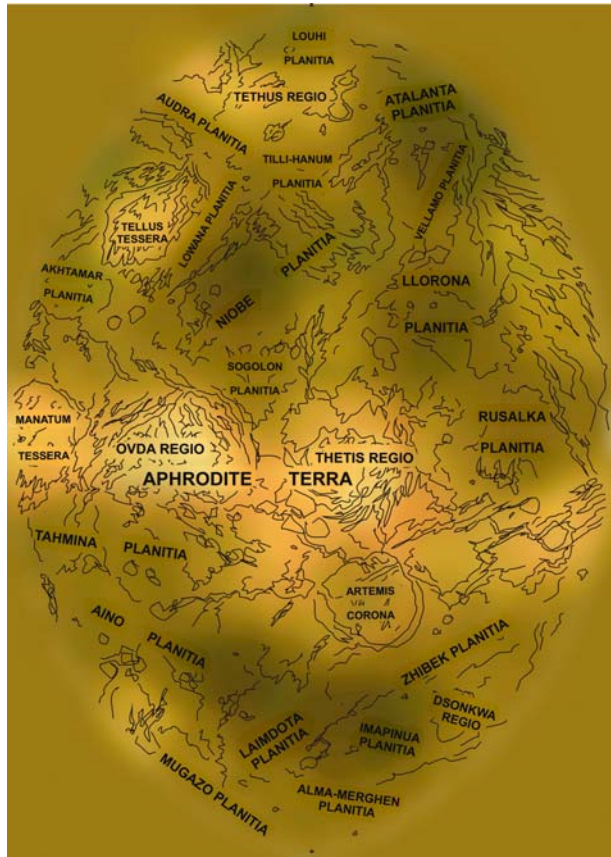 LOUHI
PLANITIA
TETHUS REGIO
ATALANTA
PLANITIA
AUDRA PLANITIA
TILLI-HANUM
PLANITIA
VELLAMO PLANITIA
LOWANA PLANITIA
TELLUS
TESSERA
PLANITIA
AKHTAMAR
PLANITIA
LLORONA
PLANITIA
NIOBE
SOGOLON
PLANITIA
MANATUM
TESSERA
RUSALKA
PLANITIA
OVDA REGIO
THETIS REGIO
APHRODITE TERRA
TAHMINA PLANITIA
ARTEMIS
CORONA
AINO PLANITIA
ZHIBEK PLANITIA
DSONKWA
REGIO
LAIMDOTA
PLANITIA
IMAPINUA
PLANITIA
MUGAZO PLANITIA
ALMA-MERGHEN
PLANITIA